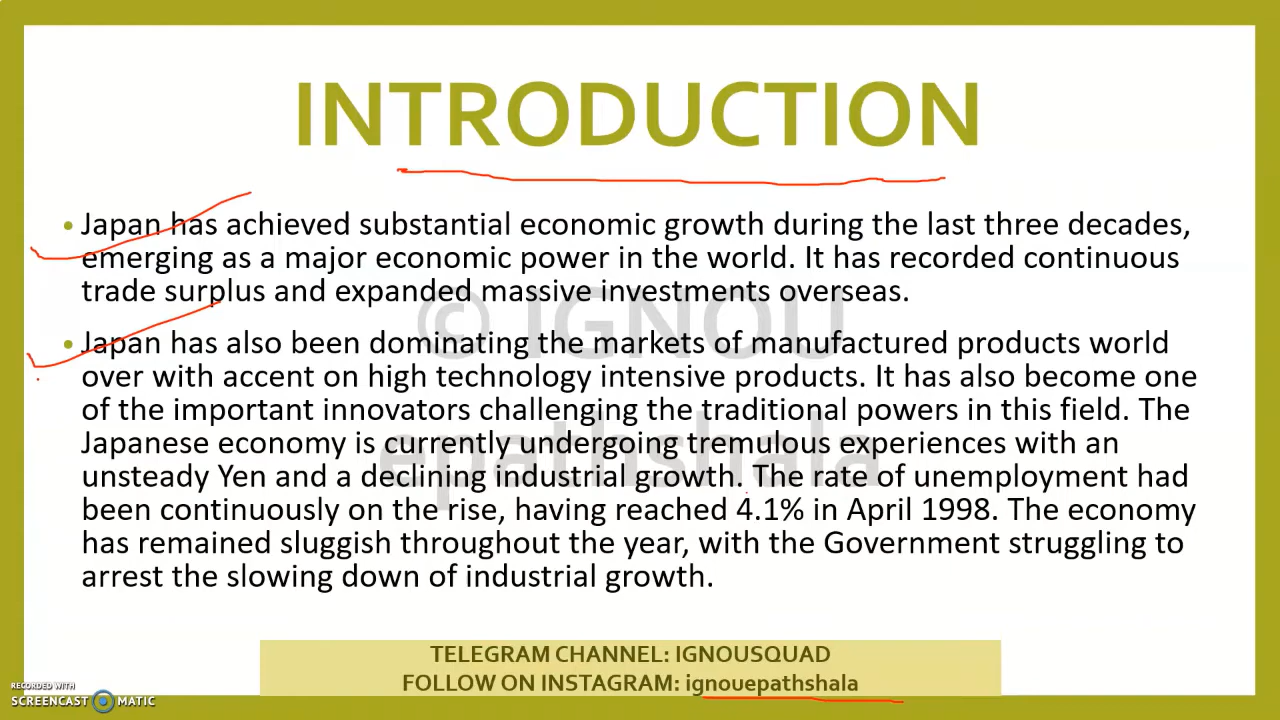 INTRODUCTION
• Japan has achieved substantial economic growth during the last three decades,
emerging as a major economic power in the world. It has recorded continuous
trade surplus and expanded massive investments overseas.
• Japan has also been dominating the markets of manufactured products world
over with accent on high technology intensive products. It has also become one
of the important innovators challenging the traditional powers in this field. The
Japanese economy is currently undergoing tremulous experiences with an
unsteady Yen and a declining industrial growth. The rate of unemployment had
been continuously on the rise, having reached 4.1% in April 1998. The economy
has remained sluggish throughout the year, with the Government struggling to
arrest the slowing down of industrial growth.
© IGNOU
epathshala
TELEGRAM CHANNEL: IGNOUSQUAD
FOLLOW ON INSTAGRAM: ignouepathshala
RECORDED WITH
SCREENCAST MATIC